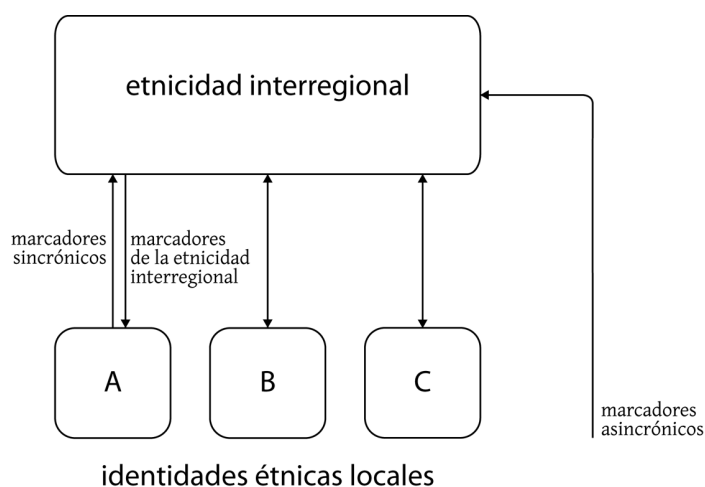 etnicidad interregional
marcadores
sincrónicos
marcadores
de la etnicidad
interregional
A
B
C
marcadores
asincrónicos
identidades étnicas locales